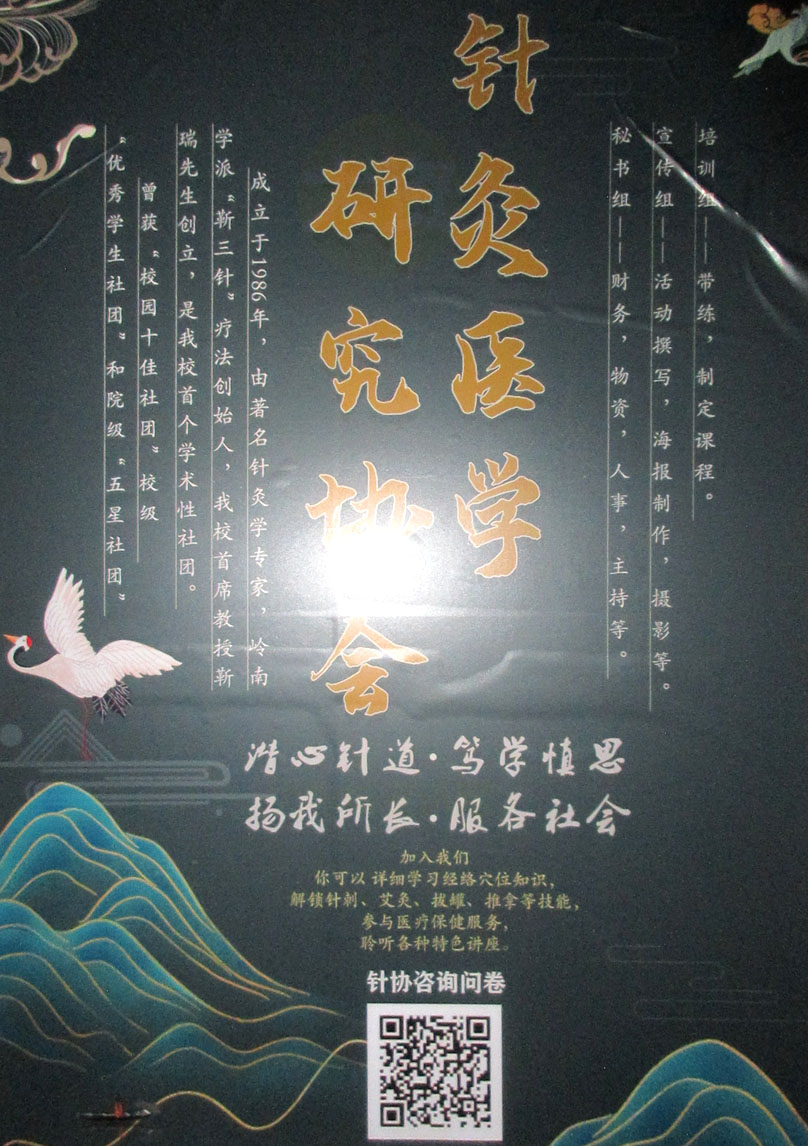 针灸医学
研究协会
培训组——带练，制定课程。
宣传组——活动撰写，海报制作，摄影等。
秘书组——财务，物资，人事，主持等。
成立于1986年，由著名针灸学专家，岭南
学派“靳三针”疗法创始人，我校首席教授靳
瑞先生创立，是我校首个学术性社团。
曾获“校园十佳社团”校级
“优秀学生社团”和院级“五星社团”
潜心针道·笃学慎思
扬我所长·服务社会
加入我们
你可以 详细学习经络穴位知识，
解锁针刺、艾灸、拔罐、推拿等技能，
参与医疗保健服务，
聆听各种特色讲座。
针协咨询问卷